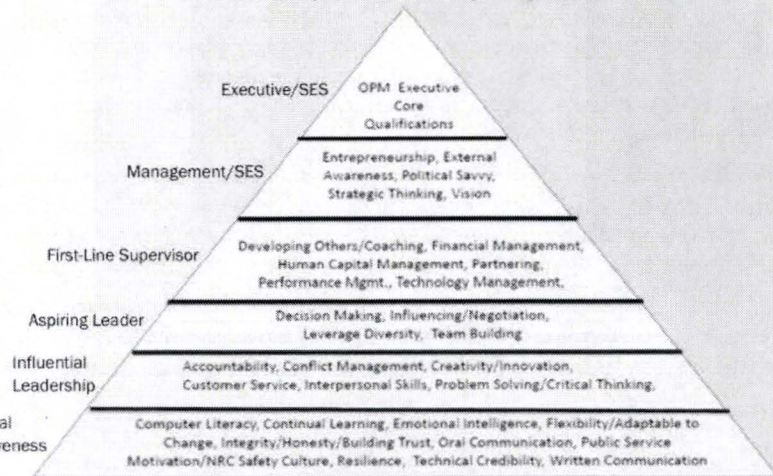 Executive/SES
OPM Executive
Core
Qualifications
Management/SES
Entrepreneurship, External
Awareness, Political Savvy,
Strategic Thinking, Vision
First-Line Supervisor
Developing Others/Coaching, Financial Management,
Human Capital Management, Partnering,
Performance Mgmt., Technology Management,
Aspiring Leader
Decision Making, Influencing/Negotiation,
Leverage Diversity, Team Building
Influential
Leadership
Accountability, Conflict Management, Creativity/Innovation,
Customer Service, Interpersonal Skills, Problem Solving/Critical Thinking,
al
eness
Computer Literacy, Continual Learning, Emotional Intelligence, Flexibility/Adaptable to
Change, Integrity/Honesty/Building Trust, Oral Communication, Public Service
Motivation/NRC Safety Culture, Resilience, Technical Credibility, Written Communication